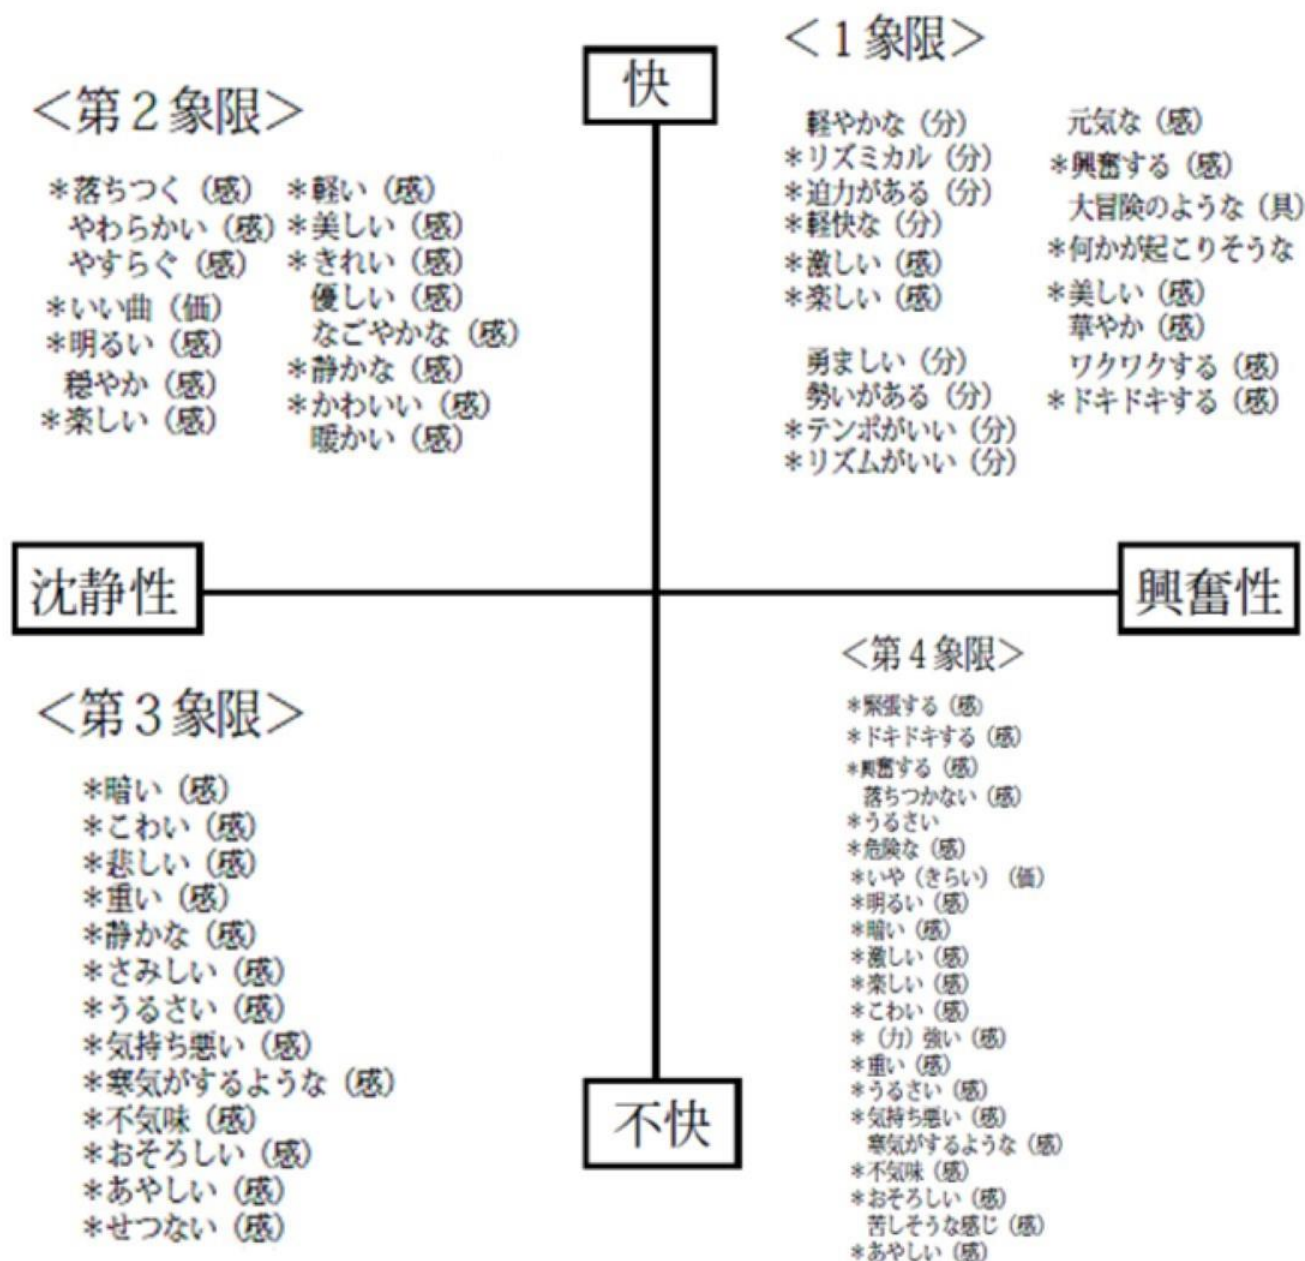 快
<第2象限>
*落ちつく（感）
やわらかい（感）
やすらぐ（感）
*いい曲（価）
*明るい（感）
穏やか（感）
*楽しい（感）
*軽い（感）
*美しい（感）
*きれい（感）
優しい（感）
なごやかな（感）
*静かな（感）
*かわいい（感）
暖かい（感）
<1象限>
軽やかな（分）
*リズミカル（分）
*迫力がある（分）
*軽快な（分）
*激しい（感）
*楽しい（感）
勇ましい（分）
勢いがある（分）
*テンポがいい（分）
*リズムがいい（分）
元気な（感）
*興奮する（感）
大冒険のような（具）
*何かが起こりそうな
*美しい（感）
華やか（感）
ワクワクする（感）
*ドキドキする（感）
沈静性
興奮性
<第3象限>
*暗い（感）
*こわい（感）
*悲しい（感）
*重い（感）
*静かな（感）
*さみしい（感）
*うるさい（感）
*気持ち悪い（感）
*寒気がするような（感）
*不気味（感）
*おそろしい（感）
*あやしい（感）
*せつない（感）
不快
<第4象限>
*緊張する（感）
*ドキドキする（感）
*興奮する（感）
落ちつかない（感）
*うるさい
*危険な（感）
*いや（きらい）（価）
*明るい（感）
*暗い（感）
*激しい（感）
*楽しい（感）
*こわい（感）
*（力）強い（感）
*重い（感）
*うるさい（感）
*気持ち悪い（感）
寒気がするような（感）
*不気味（感）
*おそろしい（感）
苦しそうな感じ（感）
*あやしい（感）